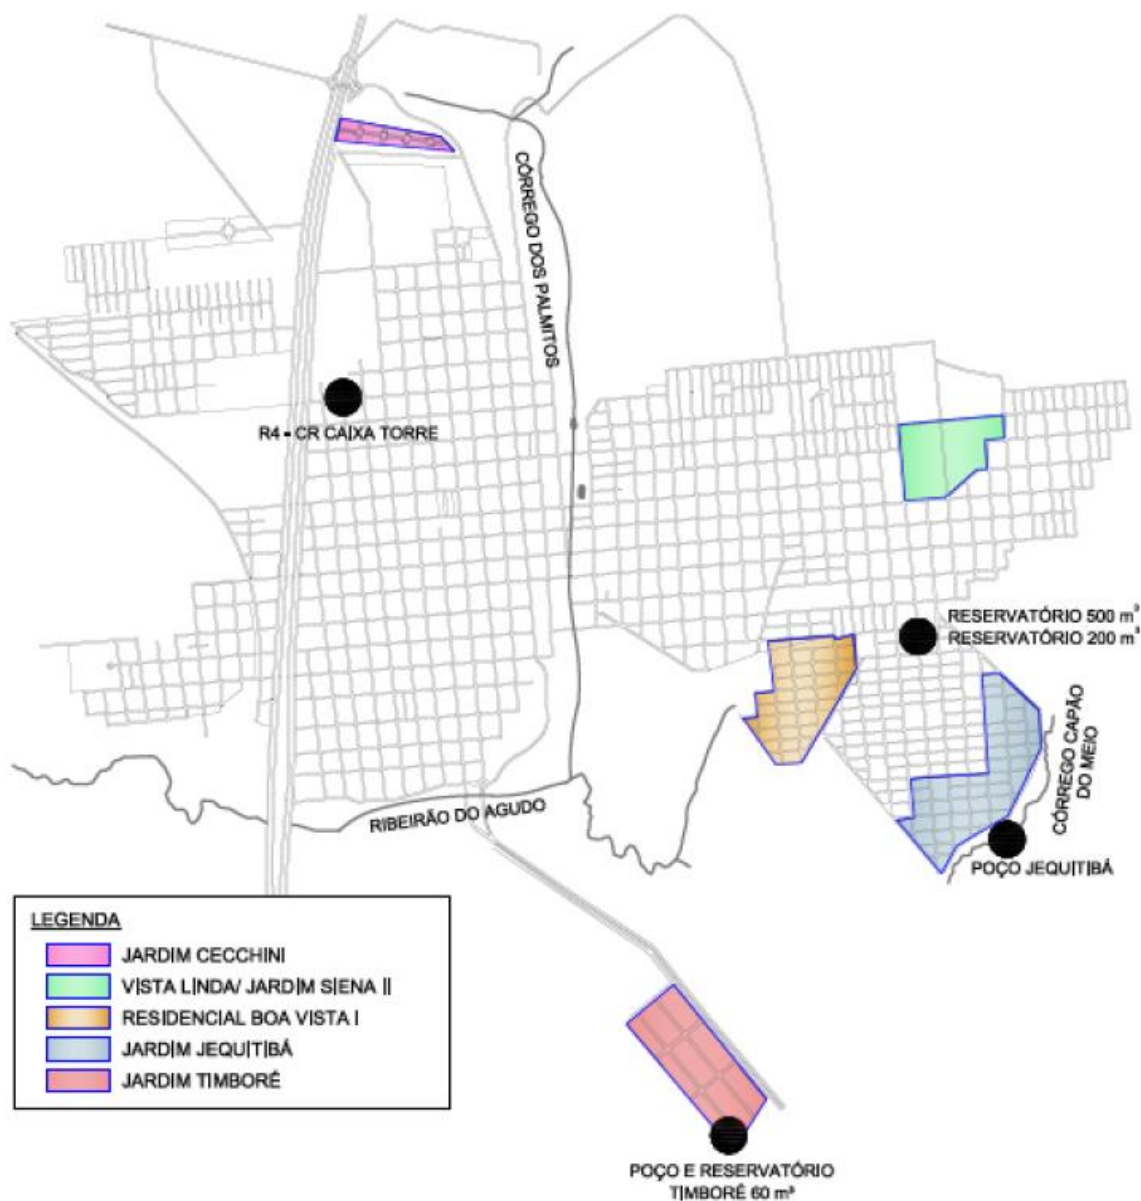 CÓRREGO DOS PALMITOS
R4 - CR CAIXA TORRE
RESERVATÓRIO 500 m³
RESERVATÓRIO 200 m³
CÓRREGO CAPÃO
DO MEIO
RIBEIRÃO DO AGUDO
POÇO JEQUITIBÁ
LEGENDA
JARDIM CECCHINI
VISTA LINDA/ JARDIM SIENA II
RESIDENCIAL BOA VISTA I
JARDIM JEQUITIBÁ
JARDIM TIMBORÉ
POÇO E RESERVATÓRIO
TIMBORÉ 60 m³